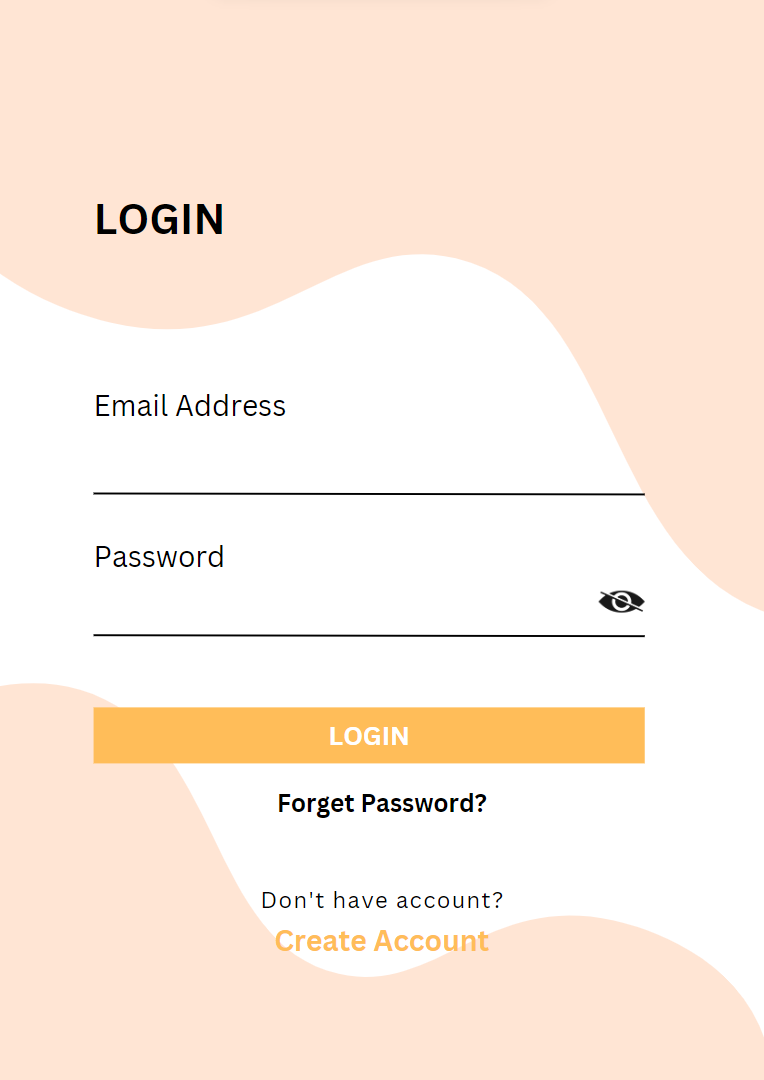 LOGIN
Email Address
Password
LOGIN
Forget Password?
Don't have account?
Create Account